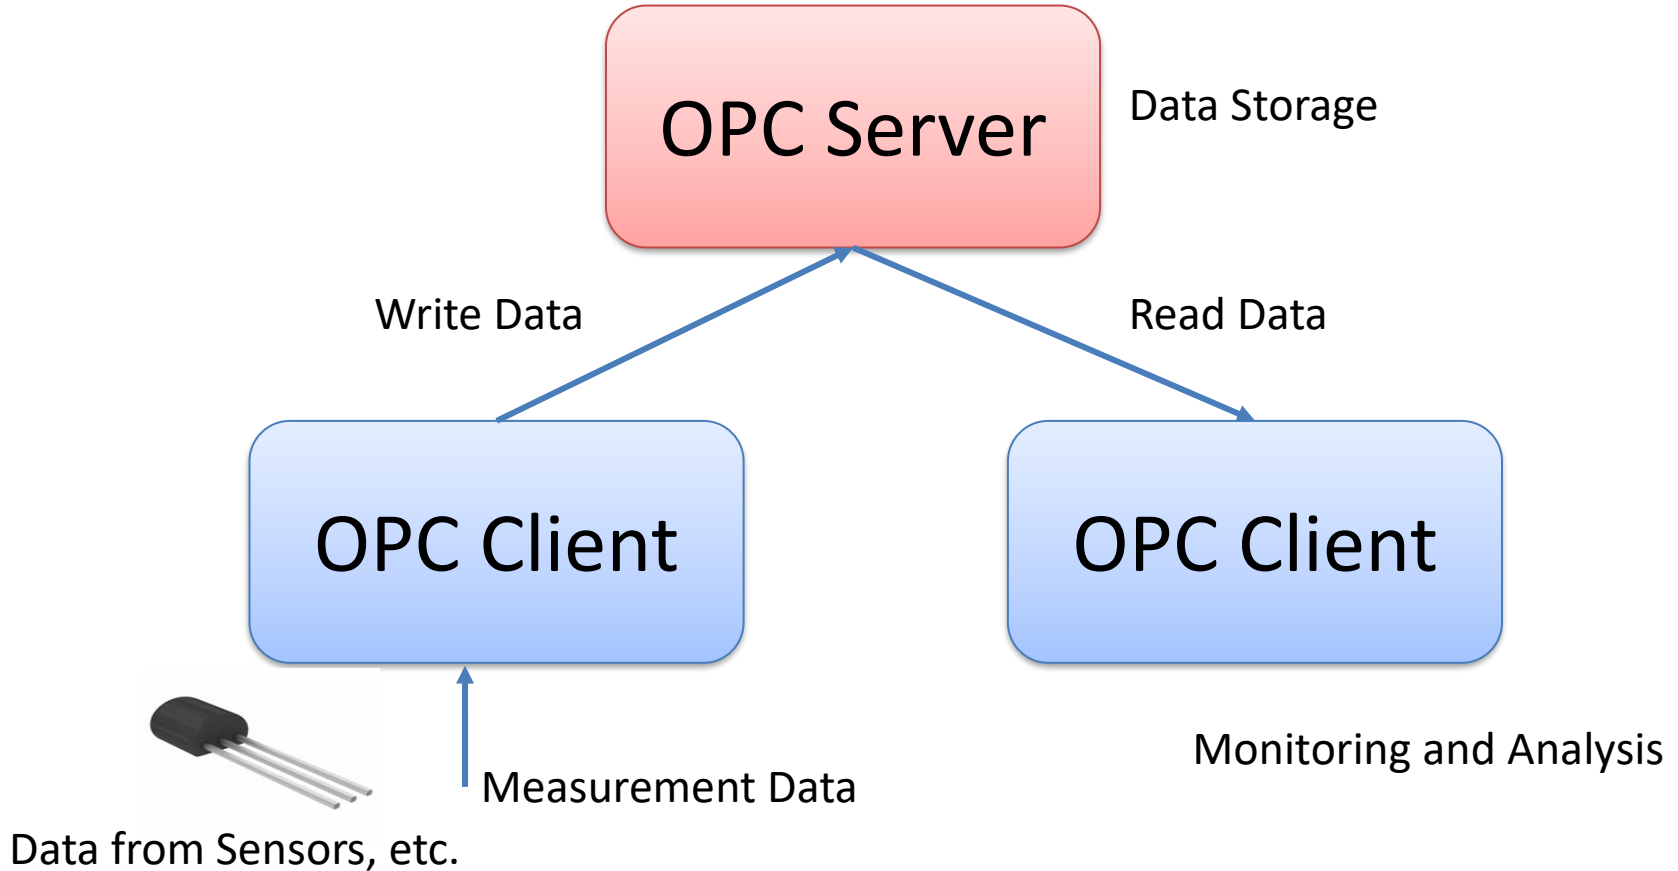 OPC Server
Data Storage
Write Data
Read Data
OPC Client
OPC Client
Measurement Data
Data from Sensors, etc.
Monitoring and Analysis